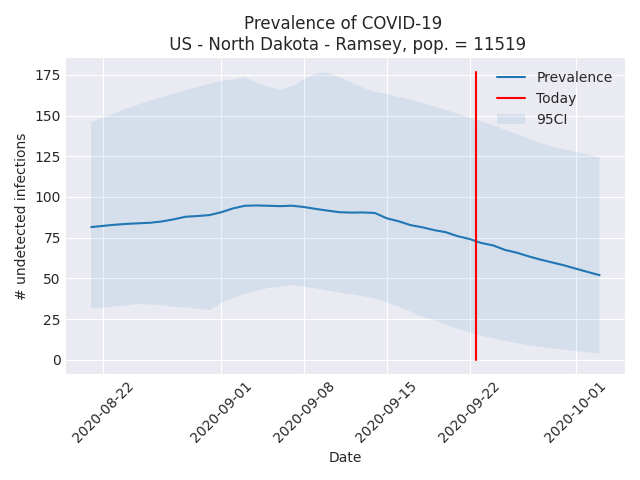 Prevalence of COVID-19
US - North Dakota - Ramsey, pop. = 11519
# undetected infections
175
150
125
100
75
50
25
0
Prevalence
Today
95CI
2020-08-22
2020-09-01
2020-09-08
2020-09-15
2020-09-22
2020-10-01
Date